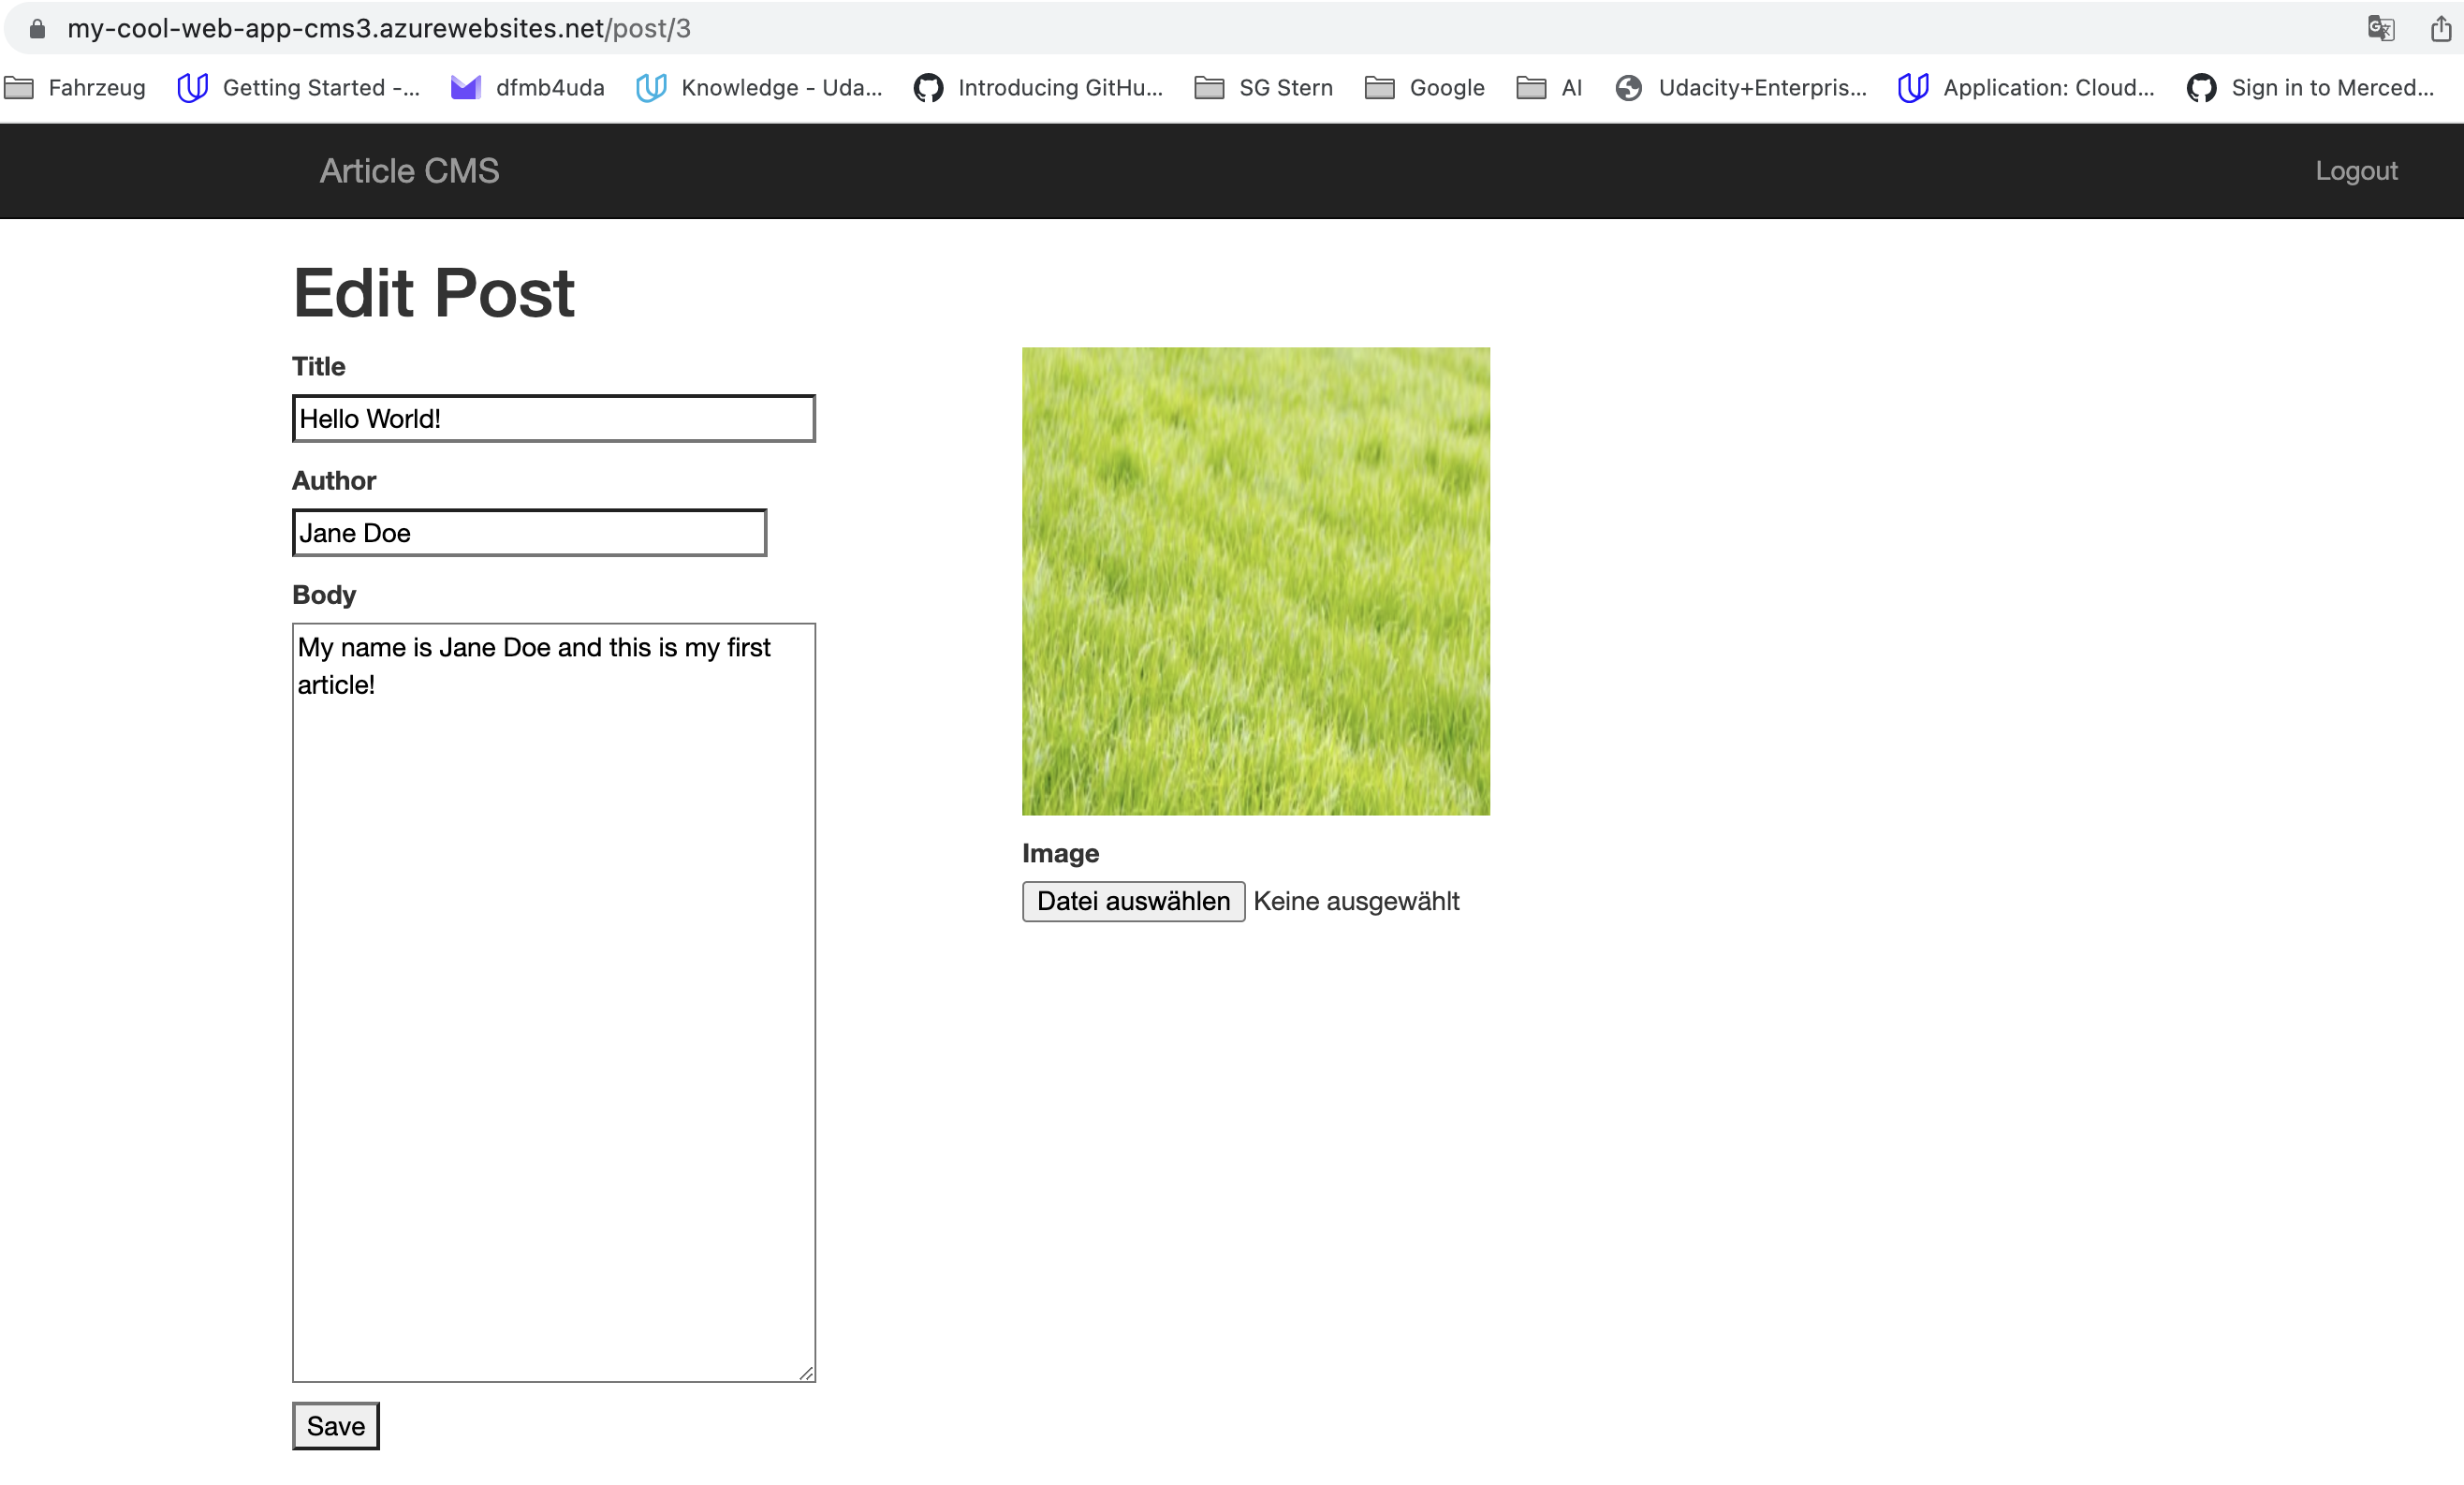 my-cool-web-app-cms3.azurewebsites.net/post/3
Fahrzeug Getting Started -... dfmb4uda Knowledge - Uda... Introducing GitHu... SG Stern Google AI Udacity+Enterpris... Application: Cloud... Sign in to Merced...
Article CMS Logout
Edit Post
Title
Hello World!
Author
Jane Doe
Body
My name is Jane Doe and this is my first
article!
Save
Image
Datei auswählen Keine ausgewählt